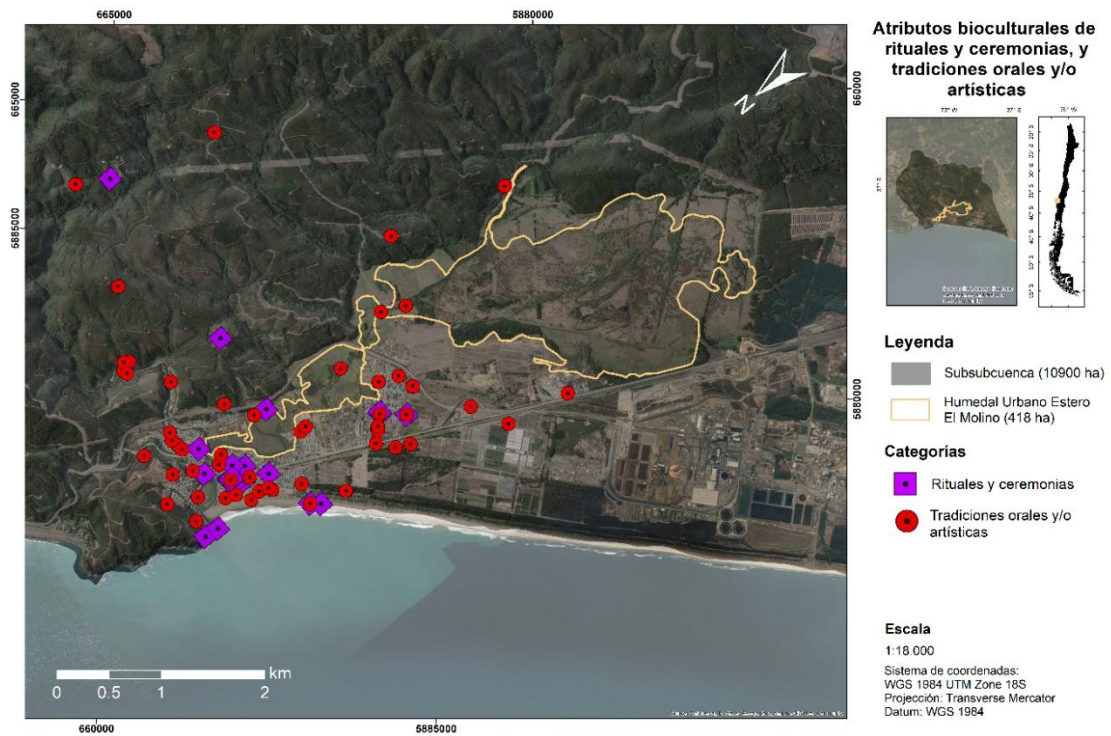 665000
5880000
665000
660000
5885000
5880000
660000
5885000
N
0
0.5
1
2
km
Atributos bioculturales de
rituales y ceremonias, y
tradiciones orales y/o
artísticas
Leyenda
Subsubcuenca (10900 ha)
Humedal Urbano Estero
El Molino (418 ha)
Categorías
Rituales y ceremonias
Tradiciones orales y/o
artísticas
Escala
1:18.000
Sistema de coordenadas:
WGS 1984 UTM Zone 18S
Projección: Transverse Mercator
Datum: WGS 1984